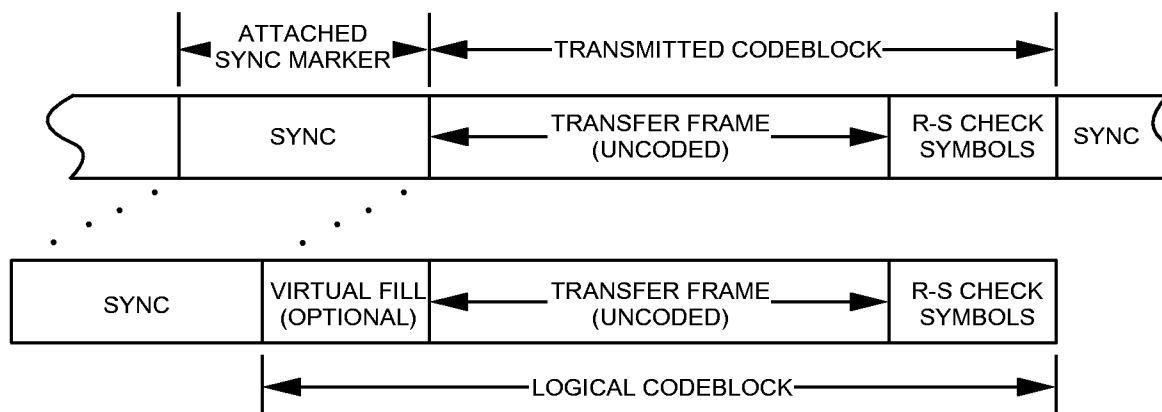 ATTACHED
SYNC MARKER
TRANSMITTED CODEBLOCK
SYNC
TRANSFER FRAME
(UNCODED)
R-S CHECK
SYMBOLS
SYNC
SYNC
VIRTUAL FILL
(OPTIONAL)
TRANSFER FRAME
(UNCODED)
R-S CHECK
SYMBOLS
LOGICAL CODEBLOCK